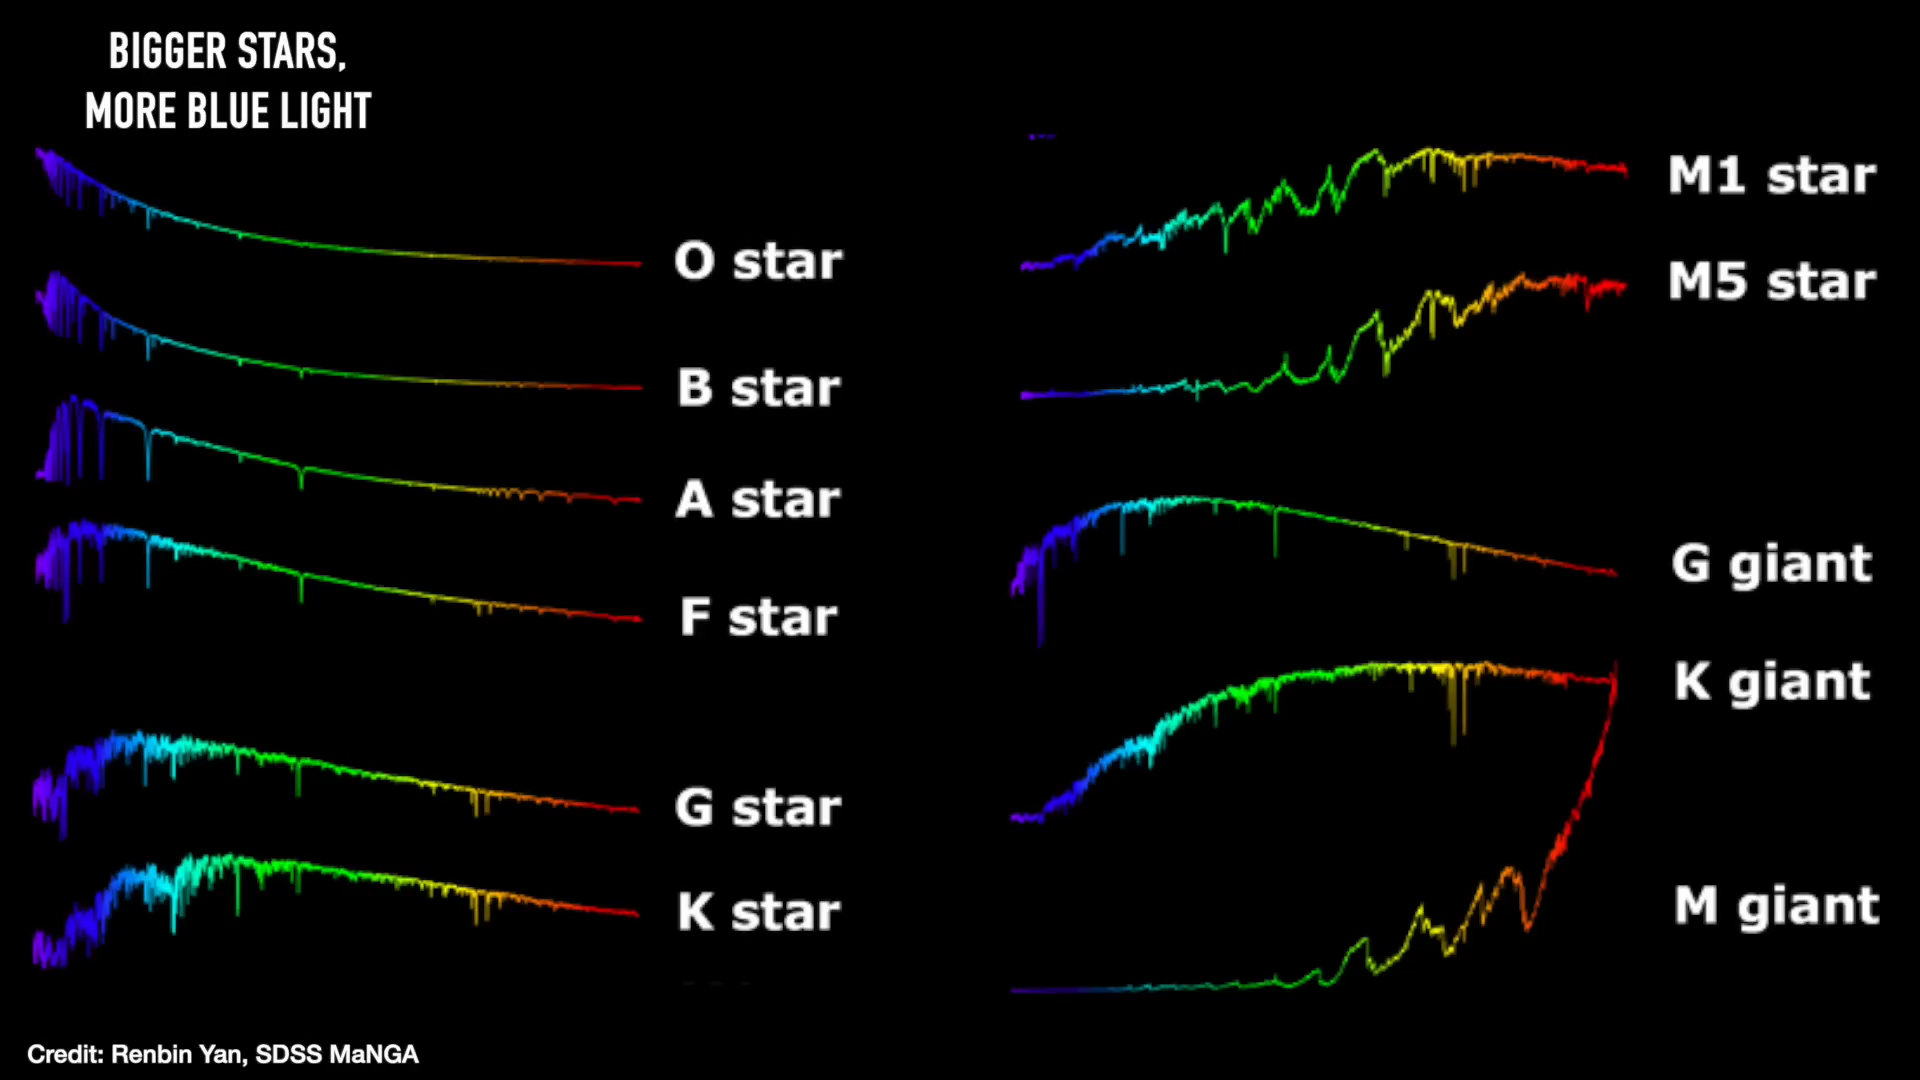 BIGGER STARS,
MORE BLUE LIGHT
O star
B star
A star
F star
G star
K star
M1 star
M5 star
G giant
K giant
M giant
Credit: Renbin Yan, SDSS MaNGA